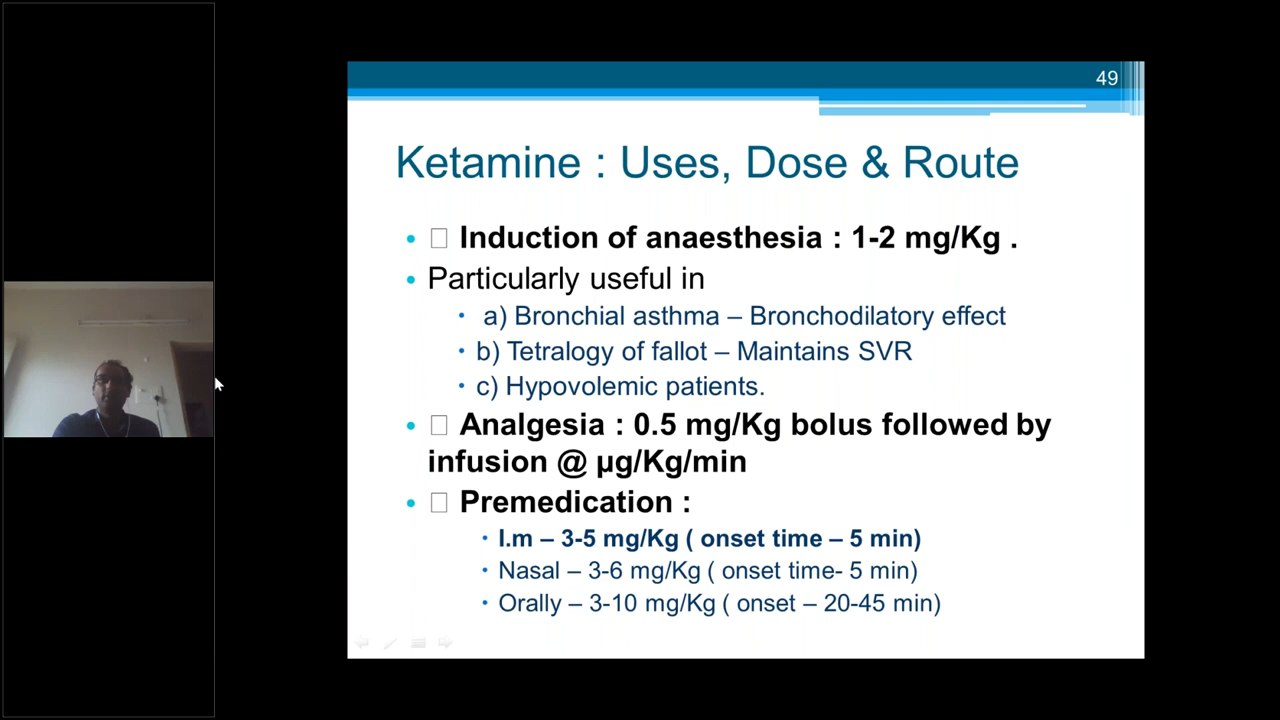 49
Ketamine : Uses, Dose & Route
• Induction of anaesthesia : 1-2 mg/Kg .
• Particularly useful in
• a) Bronchial asthma – Bronchodilatory effect
• b) Tetralogy of fallot – Maintains SVR
• c) Hypovolemic patients.
• Analgesia : 0.5 mg/Kg bolus followed by
infusion @ µg/Kg/min
• Premedication :
• I.m – 3-5 mg/Kg ( onset time – 5 min)
• Nasal – 3-6 mg/Kg ( onset time- 5 min)
• Orally – 3-10 mg/Kg ( onset – 20-45 min)